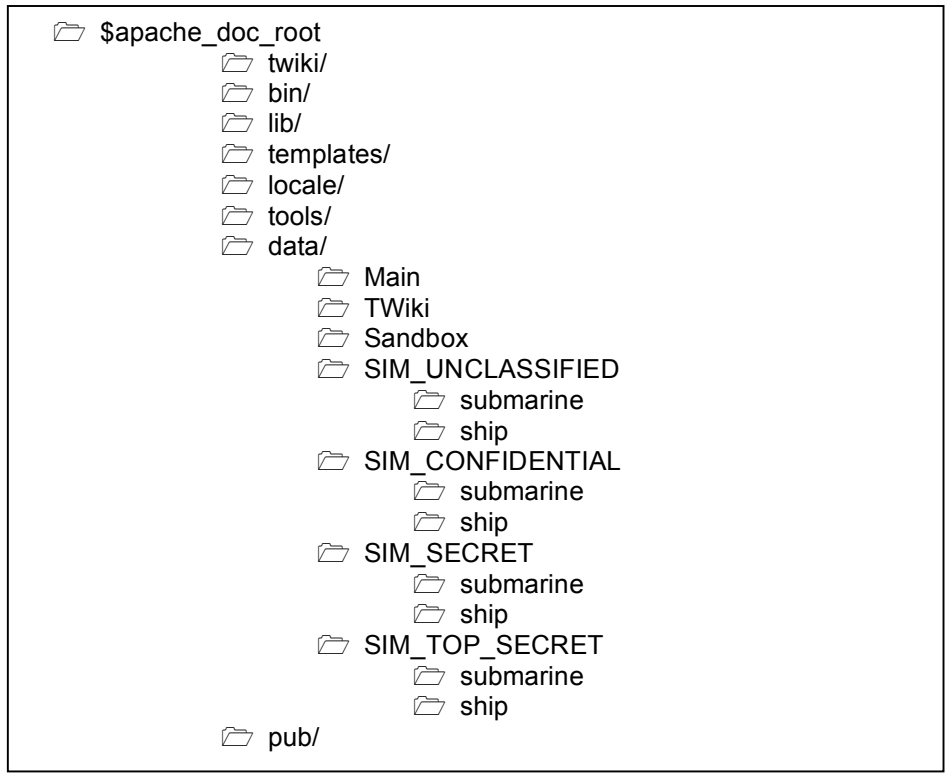 $apache_doc_root
twiki/
bin/
lib/
templates/
locale/
tools/
data/
Main
TWiki
Sandbox
SIM_UNCLASSIFIED
submarine
ship
SIM_CONFIDENTIAL
submarine
ship
SIM_SECRET
submarine
ship
SIM_TOP_SECRET
submarine
ship
pub/